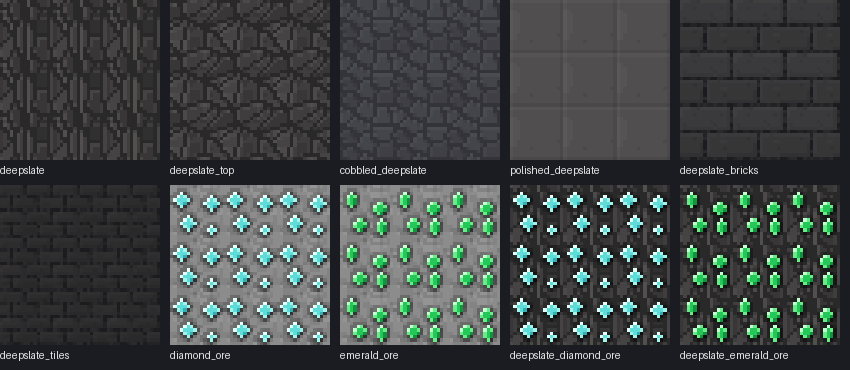 deepslate
deepslate_top
cobbled_deepslate
polished_deepslate
deepslate_bricks
deepslate_tiles
diamond_ore
emerald_ore
deepslate_diamond_ore
deepslate_emerald_ore